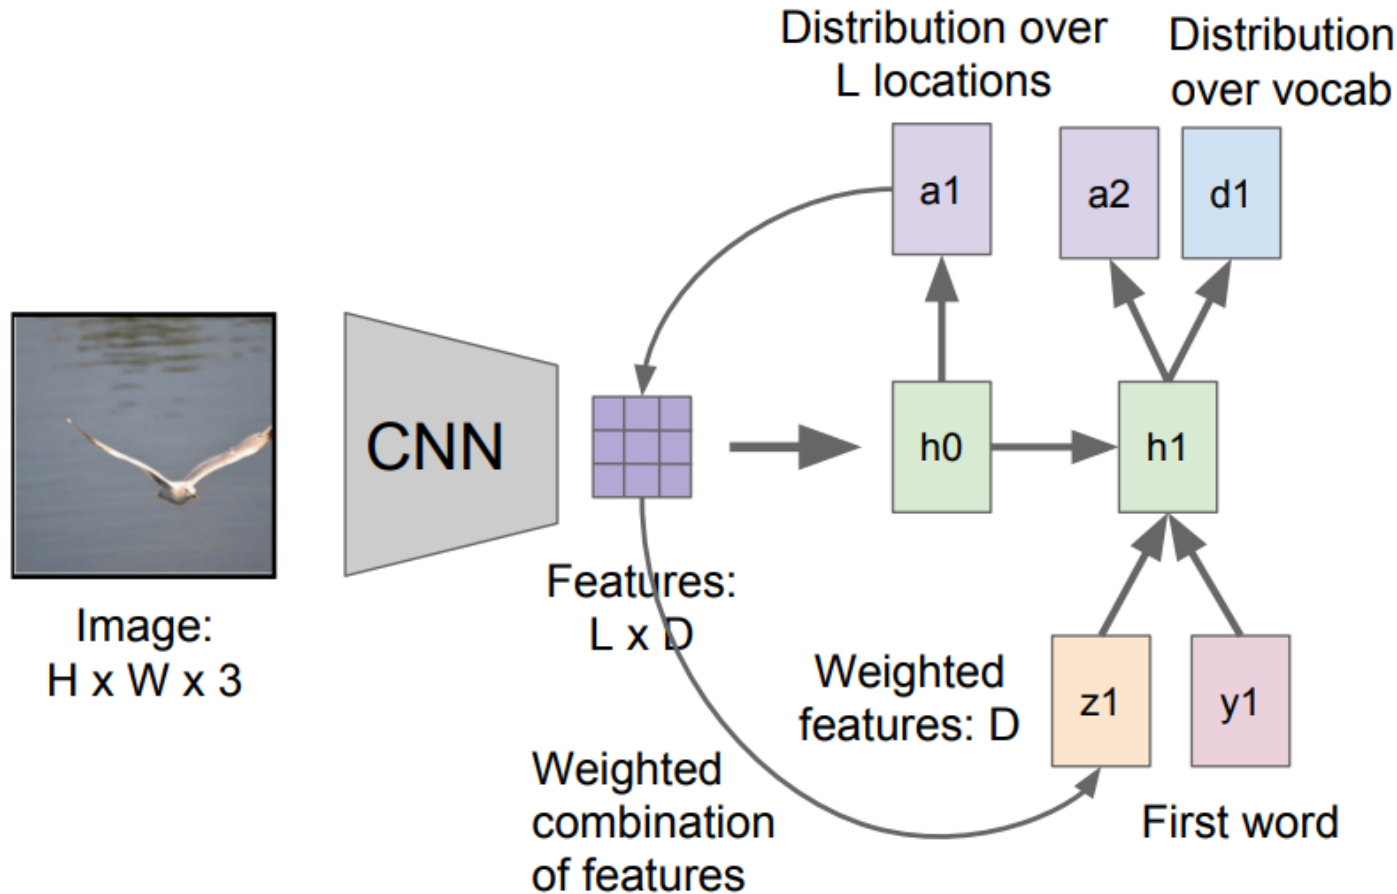 Distribution over
L locations
Distribution
over vocab
a1
a2
d1
CNN
h0
h1
Features:
L x D
Image:
H x W x 3
Weighted
features: D
z1
y1
Weighted
combination
of features
First word